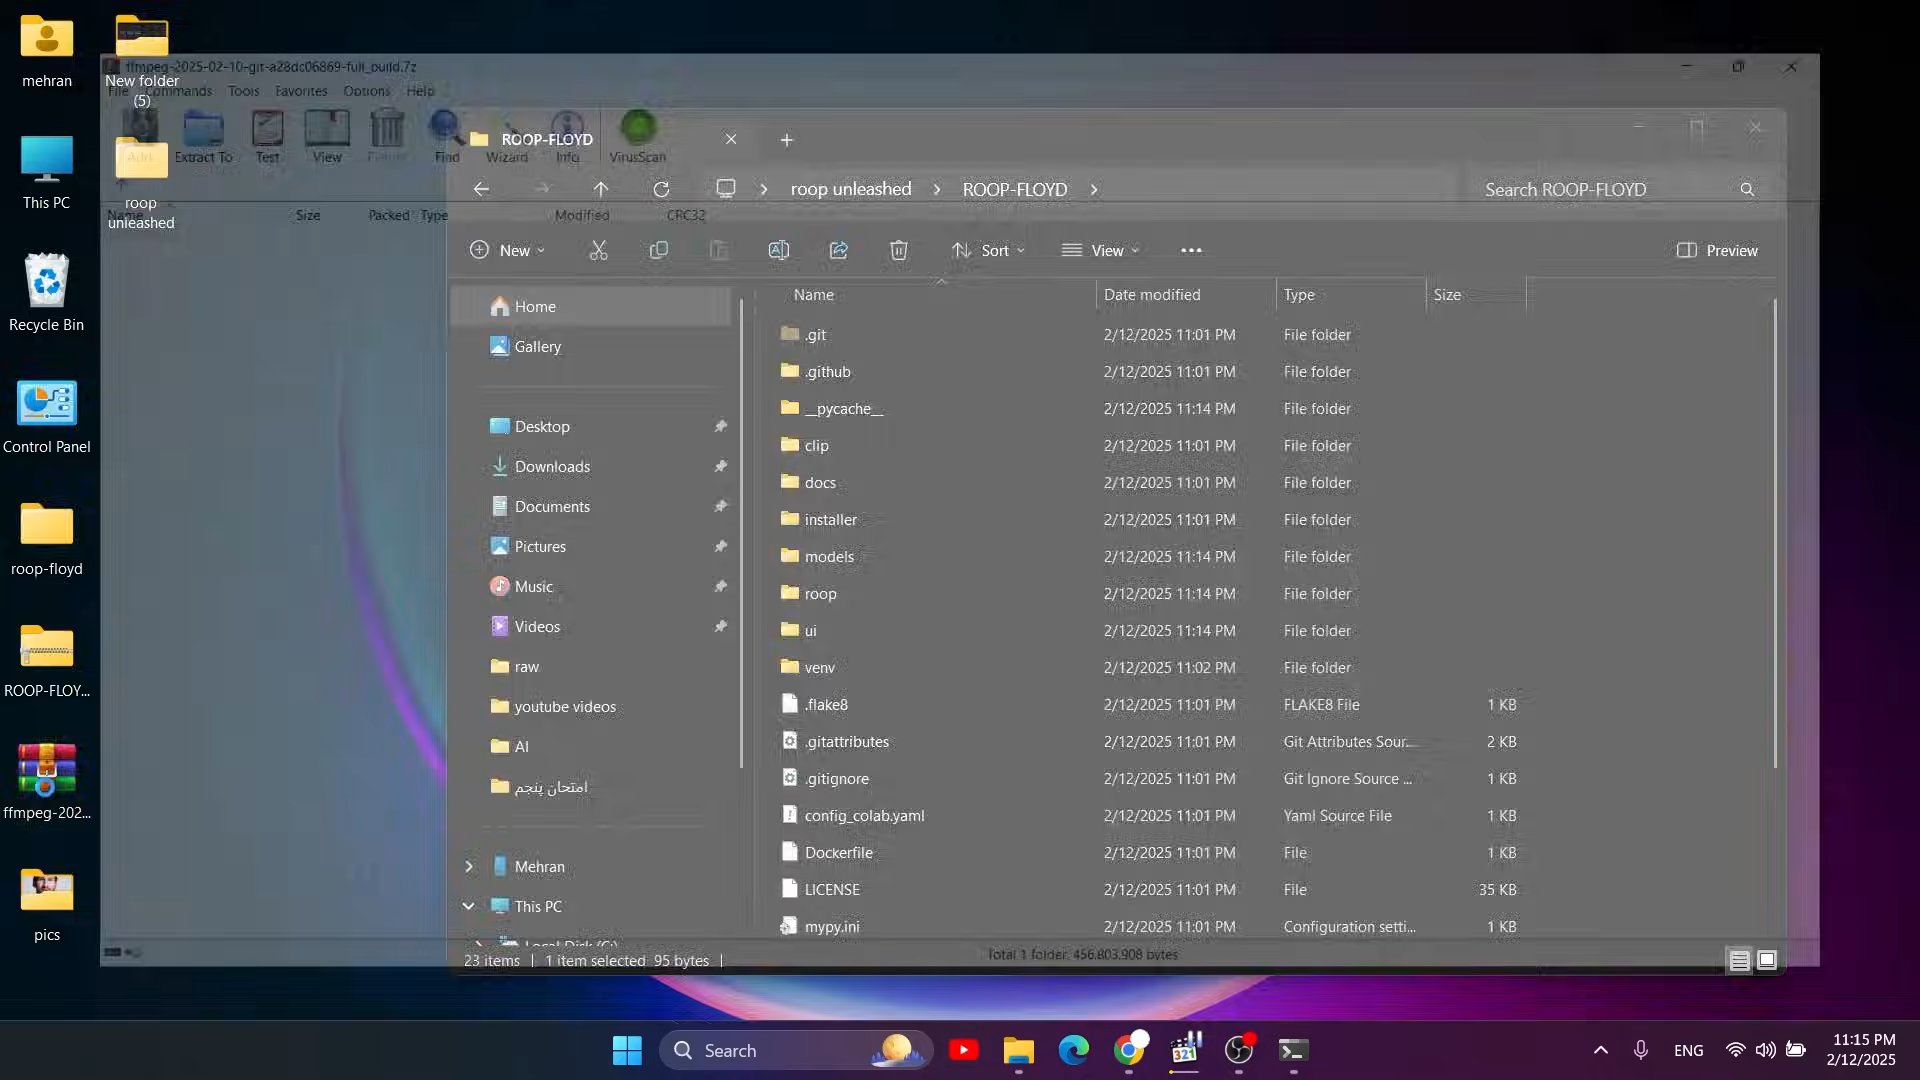 mehran
New folder
(5)
This PC
roop
unleashed
Recycle Bin
Control Panel
roop-floyd
ROOP-FLOY...
ffmpeg-202...
pics
ffmpeg-2025-02-10-git-a28dc06869-full_build.7z
File Commands Tools Favorites Options Help
Add Extract To Test View Delete Find Wizard Info VirusScan
Name Size Packed Type Modified CRC32
ROOP-FLOYD
roop unleashed ROOP-FLOYD
Search ROOP-FLOYD
New Sort View Preview
Home
Gallery
Desktop
Downloads
Documents
Pictures
Music
Videos
raw
youtube videos
AI
امتحان پنجم
Mehran
This PC
Local Disk (C:)
Name Date modified Type Size
.git 2/12/2025 11:01 PM File folder
.github 2/12/2025 11:01 PM File folder
__pycache__ 2/12/2025 11:14 PM File folder
clip 2/12/2025 11:01 PM File folder
docs 2/12/2025 11:01 PM File folder
installer 2/12/2025 11:01 PM File folder
models 2/12/2025 11:14 PM File folder
roop 2/12/2025 11:14 PM File folder
ui 2/12/2025 11:14 PM File folder
venv 2/12/2025 11:02 PM File folder
.flake8 2/12/2025 11:01 PM FLAKE8 File 1 KB
.gitattributes 2/12/2025 11:01 PM Git Attributes Sour... 2 KB
.gitignore 2/12/2025 11:01 PM Git Ignore Source ... 1 KB
config_colab.yaml 2/12/2025 11:01 PM Yaml Source File 1 KB
Dockerfile 2/12/2025 11:01 PM File 1 KB
LICENSE 2/12/2025 11:01 PM File 35 KB
mypy.ini 2/12/2025 11:01 PM Configuration setti... 1 KB
23 items 1 item selected 95 bytes
Total 1 folder, 456,803,908 bytes
Search
321
ENG
11:15 PM
2/12/2025